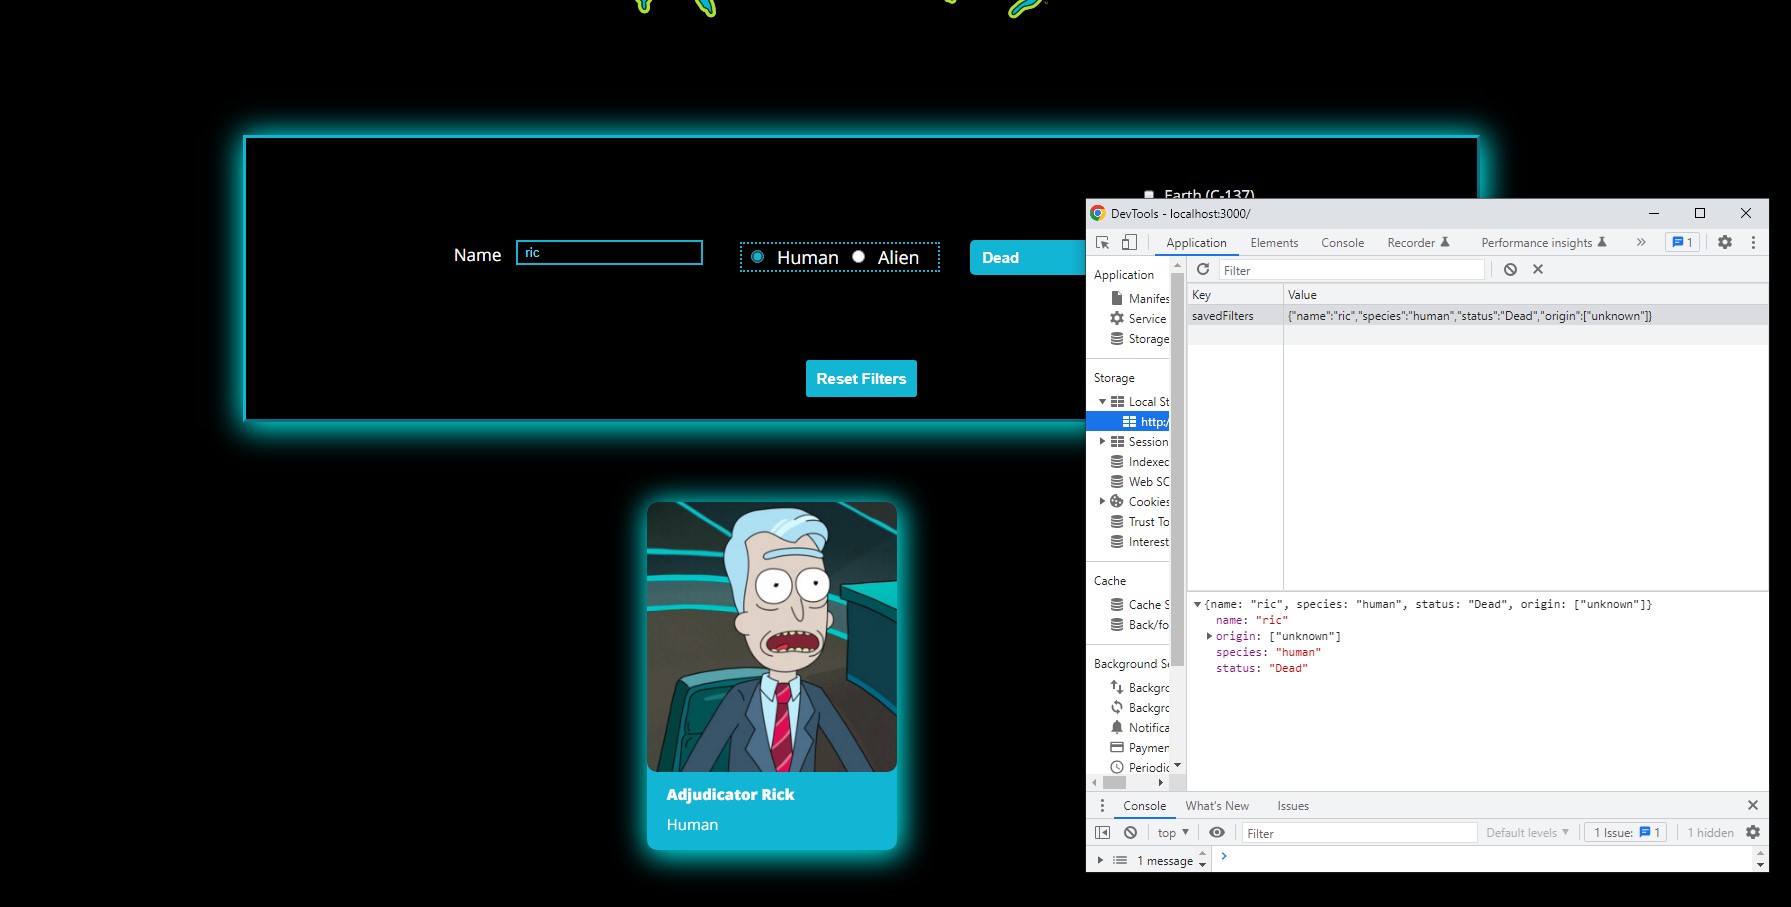 Earth (C-137)
Name ric Human Alien Dead
Reset Filters
Adjudicator Rick
Human
DevTools - localhost:3000/
Application Elements Console Recorder Performance insights » 1
Application
Manifes
Service
Storage
Storage
Local St
http:/
Session
Indexec
Web SC
Cookies
Trust To
Interest
Cache
Cache S
Back/fo
Background Se
Backgrc
Backgrc
Notifica
Paymen
Periodic
Filter
Key Value
savedFilters {"name":"ric","species":"human","status":"Dead","origin":["unknown"]}
{name: "ric", species: "human", status: "Dead", origin: ["unknown"]}
name: "ric"
origin: ["unknown"]
species: "human"
status: "Dead"
Console What's New Issues
top Filter Default levels 1 Issue: 1 1 hidden
1 message